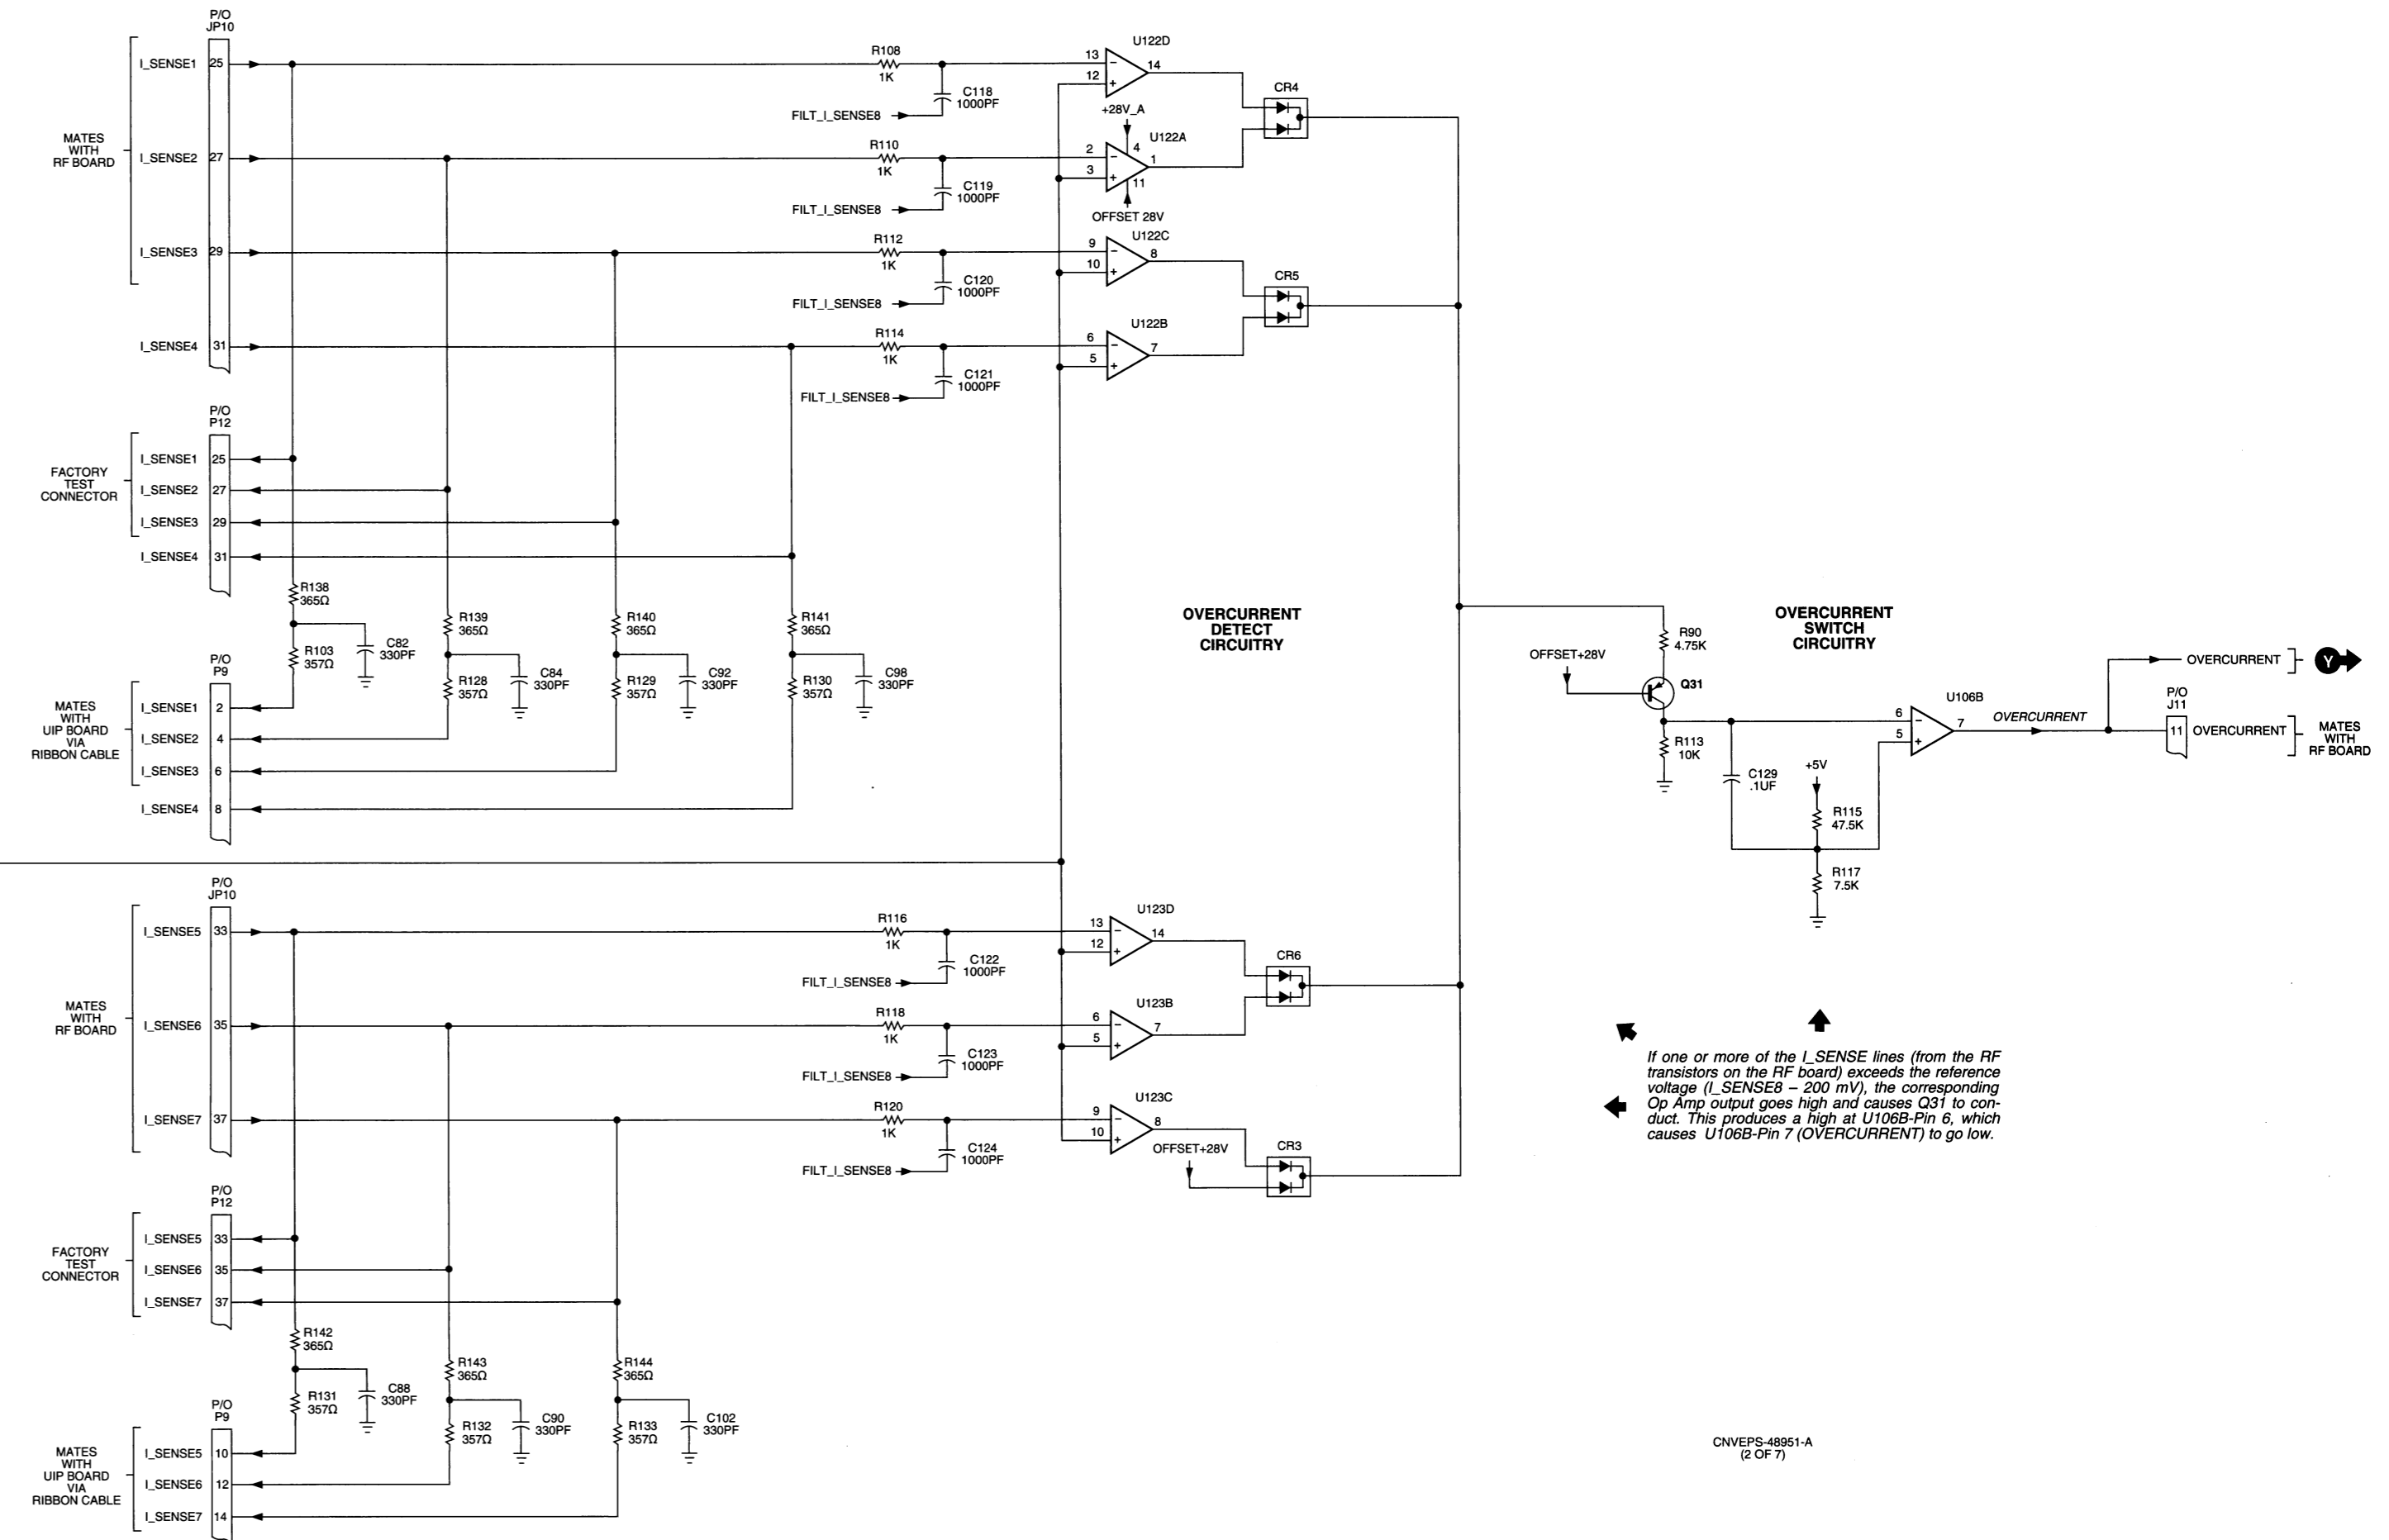 P/O
JP10
I_SENSE1
25
I_SENSE2
27
I_SENSE3
29
I_SENSE4
31
MATES
WITH
RF BOARD
R108
1K
C118
1000PF
FILT_I_SENSE8
R110
1K
C119
1000PF
FILT_I_SENSE8
R112
1K
C120
1000PF
FILT_I_SENSE8
R114
1K
C121
1000PF
FILT_I_SENSE8
U122D
13
12
14
-
+
+28V_A
U122A
2
3
4
1
11
-
+
OFFSET 28V
U122C
9
10
8
-
+
U122B
6
5
7
-
+
CR4
CR5
P/O
P12
FACTORY
TEST
CONNECTOR
I_SENSE1
25
I_SENSE2
27
I_SENSE3
29
I_SENSE4
31
R138
365Ω
C82
330PF
R103
357Ω
R139
365Ω
C84
330PF
R128
357Ω
R140
365Ω
C92
330PF
R129
357Ω
R141
365Ω
C98
330PF
R130
357Ω
P/O
P9
MATES
WITH
UIP BOARD
VIA
RIBBON CABLE
I_SENSE1
2
I_SENSE2
4
I_SENSE3
6
I_SENSE4
8
OVERCURRENT
DETECT
CIRCUITRY
OVERCURRENT
SWITCH
CIRCUITRY
R90
4.75K
OFFSET+28V
Q31
R113
10K
C129
.1UF
+5V
R115
47.5K
R117
7.5K
U106B
6
5
7
-
+
OVERCURRENT
OVERCURRENT
Y
P/O
J11
11
OVERCURRENT
MATES
WITH
RF BOARD
P/O
JP10
MATES
WITH
RF BOARD
I_SENSE5
33
I_SENSE6
35
I_SENSE7
37
R116
1K
C122
1000PF
FILT_I_SENSE8
R118
1K
C123
1000PF
FILT_I_SENSE8
R120
1K
C124
1000PF
FILT_I_SENSE8
U123D
13
12
14
-
+
U123B
6
5
7
-
+
U123C
9
10
8
-
+
OFFSET+28V
CR6
CR3
If one or more of the I_SENSE lines (from the RF
transistors on the RF board) exceeds the reference
voltage (I_SENSE8 – 200 mV), the corresponding
Op Amp output goes high and causes Q31 to con-
duct. This produces a high at U106B-Pin 6, which
causes U106B-Pin 7 (OVERCURRENT) to go low.
P/O
P12
FACTORY
TEST
CONNECTOR
I_SENSE5
33
I_SENSE6
35
I_SENSE7
37
R142
365Ω
C88
330PF
R131
357Ω
R143
365Ω
C90
330PF
R132
357Ω
R144
365Ω
C102
330PF
R133
357Ω
P/O
P9
MATES
WITH
UIP BOARD
VIA
RIBBON CABLE
I_SENSE5
10
I_SENSE6
12
I_SENSE7
14
CNVEPS-48951-A
(2 OF 7)